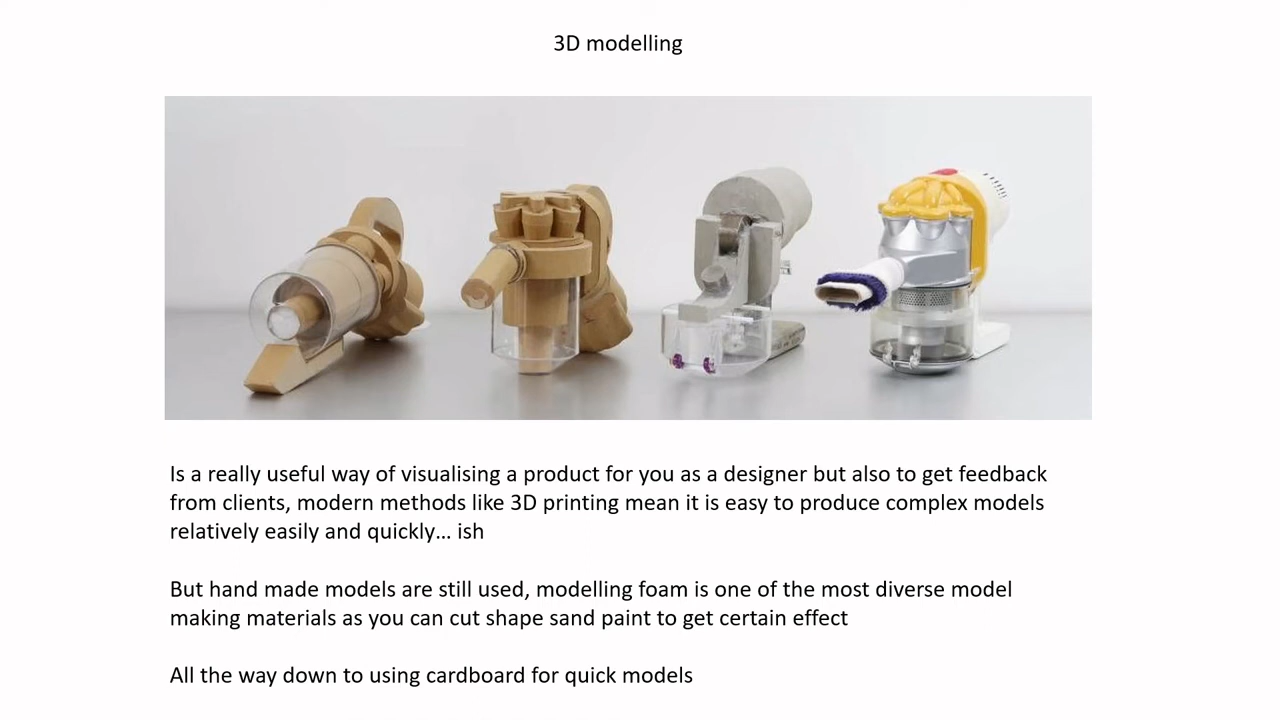 3D modelling
Is a really useful way of visualising a product for you as a designer but also to get feedback
from clients, modern methods like 3D printing mean it is easy to produce complex models
relatively easily and quickly... ish
But hand made models are still used, modelling foam is one of the most diverse model
making materials as you can cut shape sand paint to get certain effect
All the way down to using cardboard for quick models